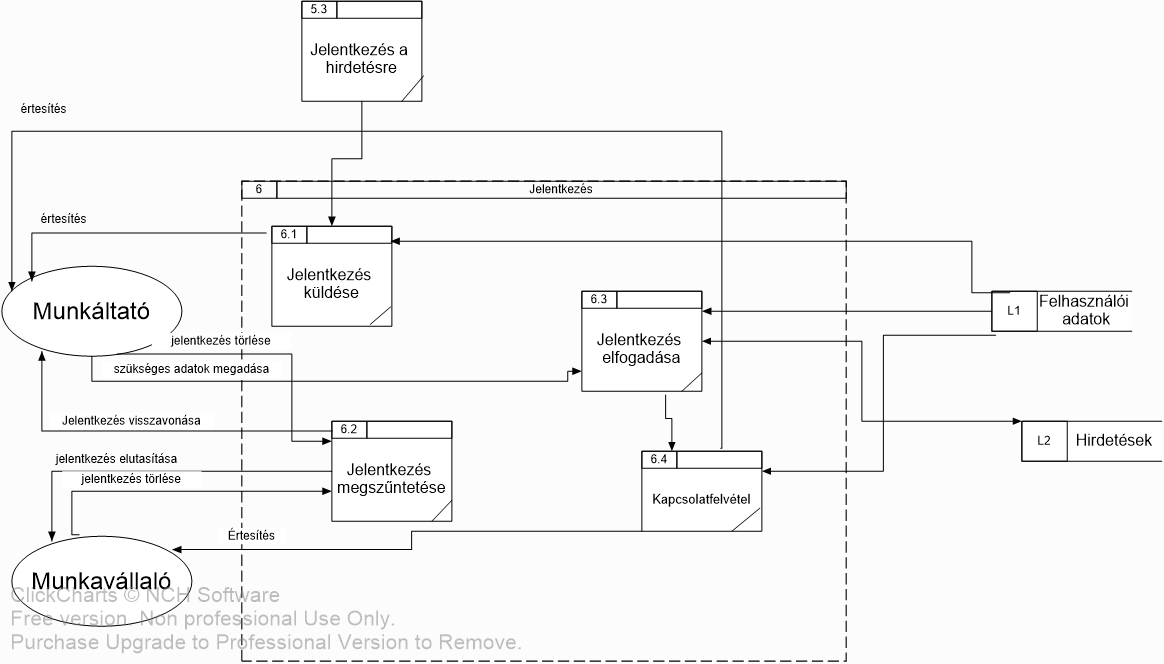 5.3
Jelentkezés a
hirdetésre
értesítés
6
Jelentkezés
értesítés
6.1
Jelentkezés
küldése
Munkáltató
6.3
Jelentkezés
elfogadása
L1
Felhasználói
adatok
jelentkezés törlése
szükséges adatok megadása
Jelentkezés visszavonása
6.2
Jelentkezés
megszűntetése
L2
Hirdetések
jelentkezés elutasítása
jelentkezés törlése
6.4
Kapcsolatfelvétel
Értesítés
Munkavállaló
ClickCharts © NCH Software
Free version. Non professional Use Only.
Purchase Upgrade to Professional Version to Remove.